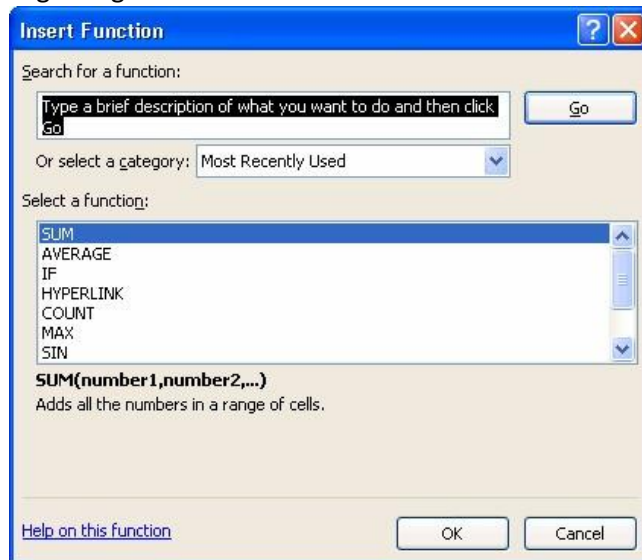 Insert Function
Search for a function:
Type a brief description of what you want to do and then click
Go
Go
Or select a category: Most Recently Used
Select a function:
SUM
AVERAGE
IF
HYPERLINK
COUNT
MAX
SIN
SUM(number1,number2,...)
Adds all the numbers in a range of cells.
Help on this function
OK Cancel